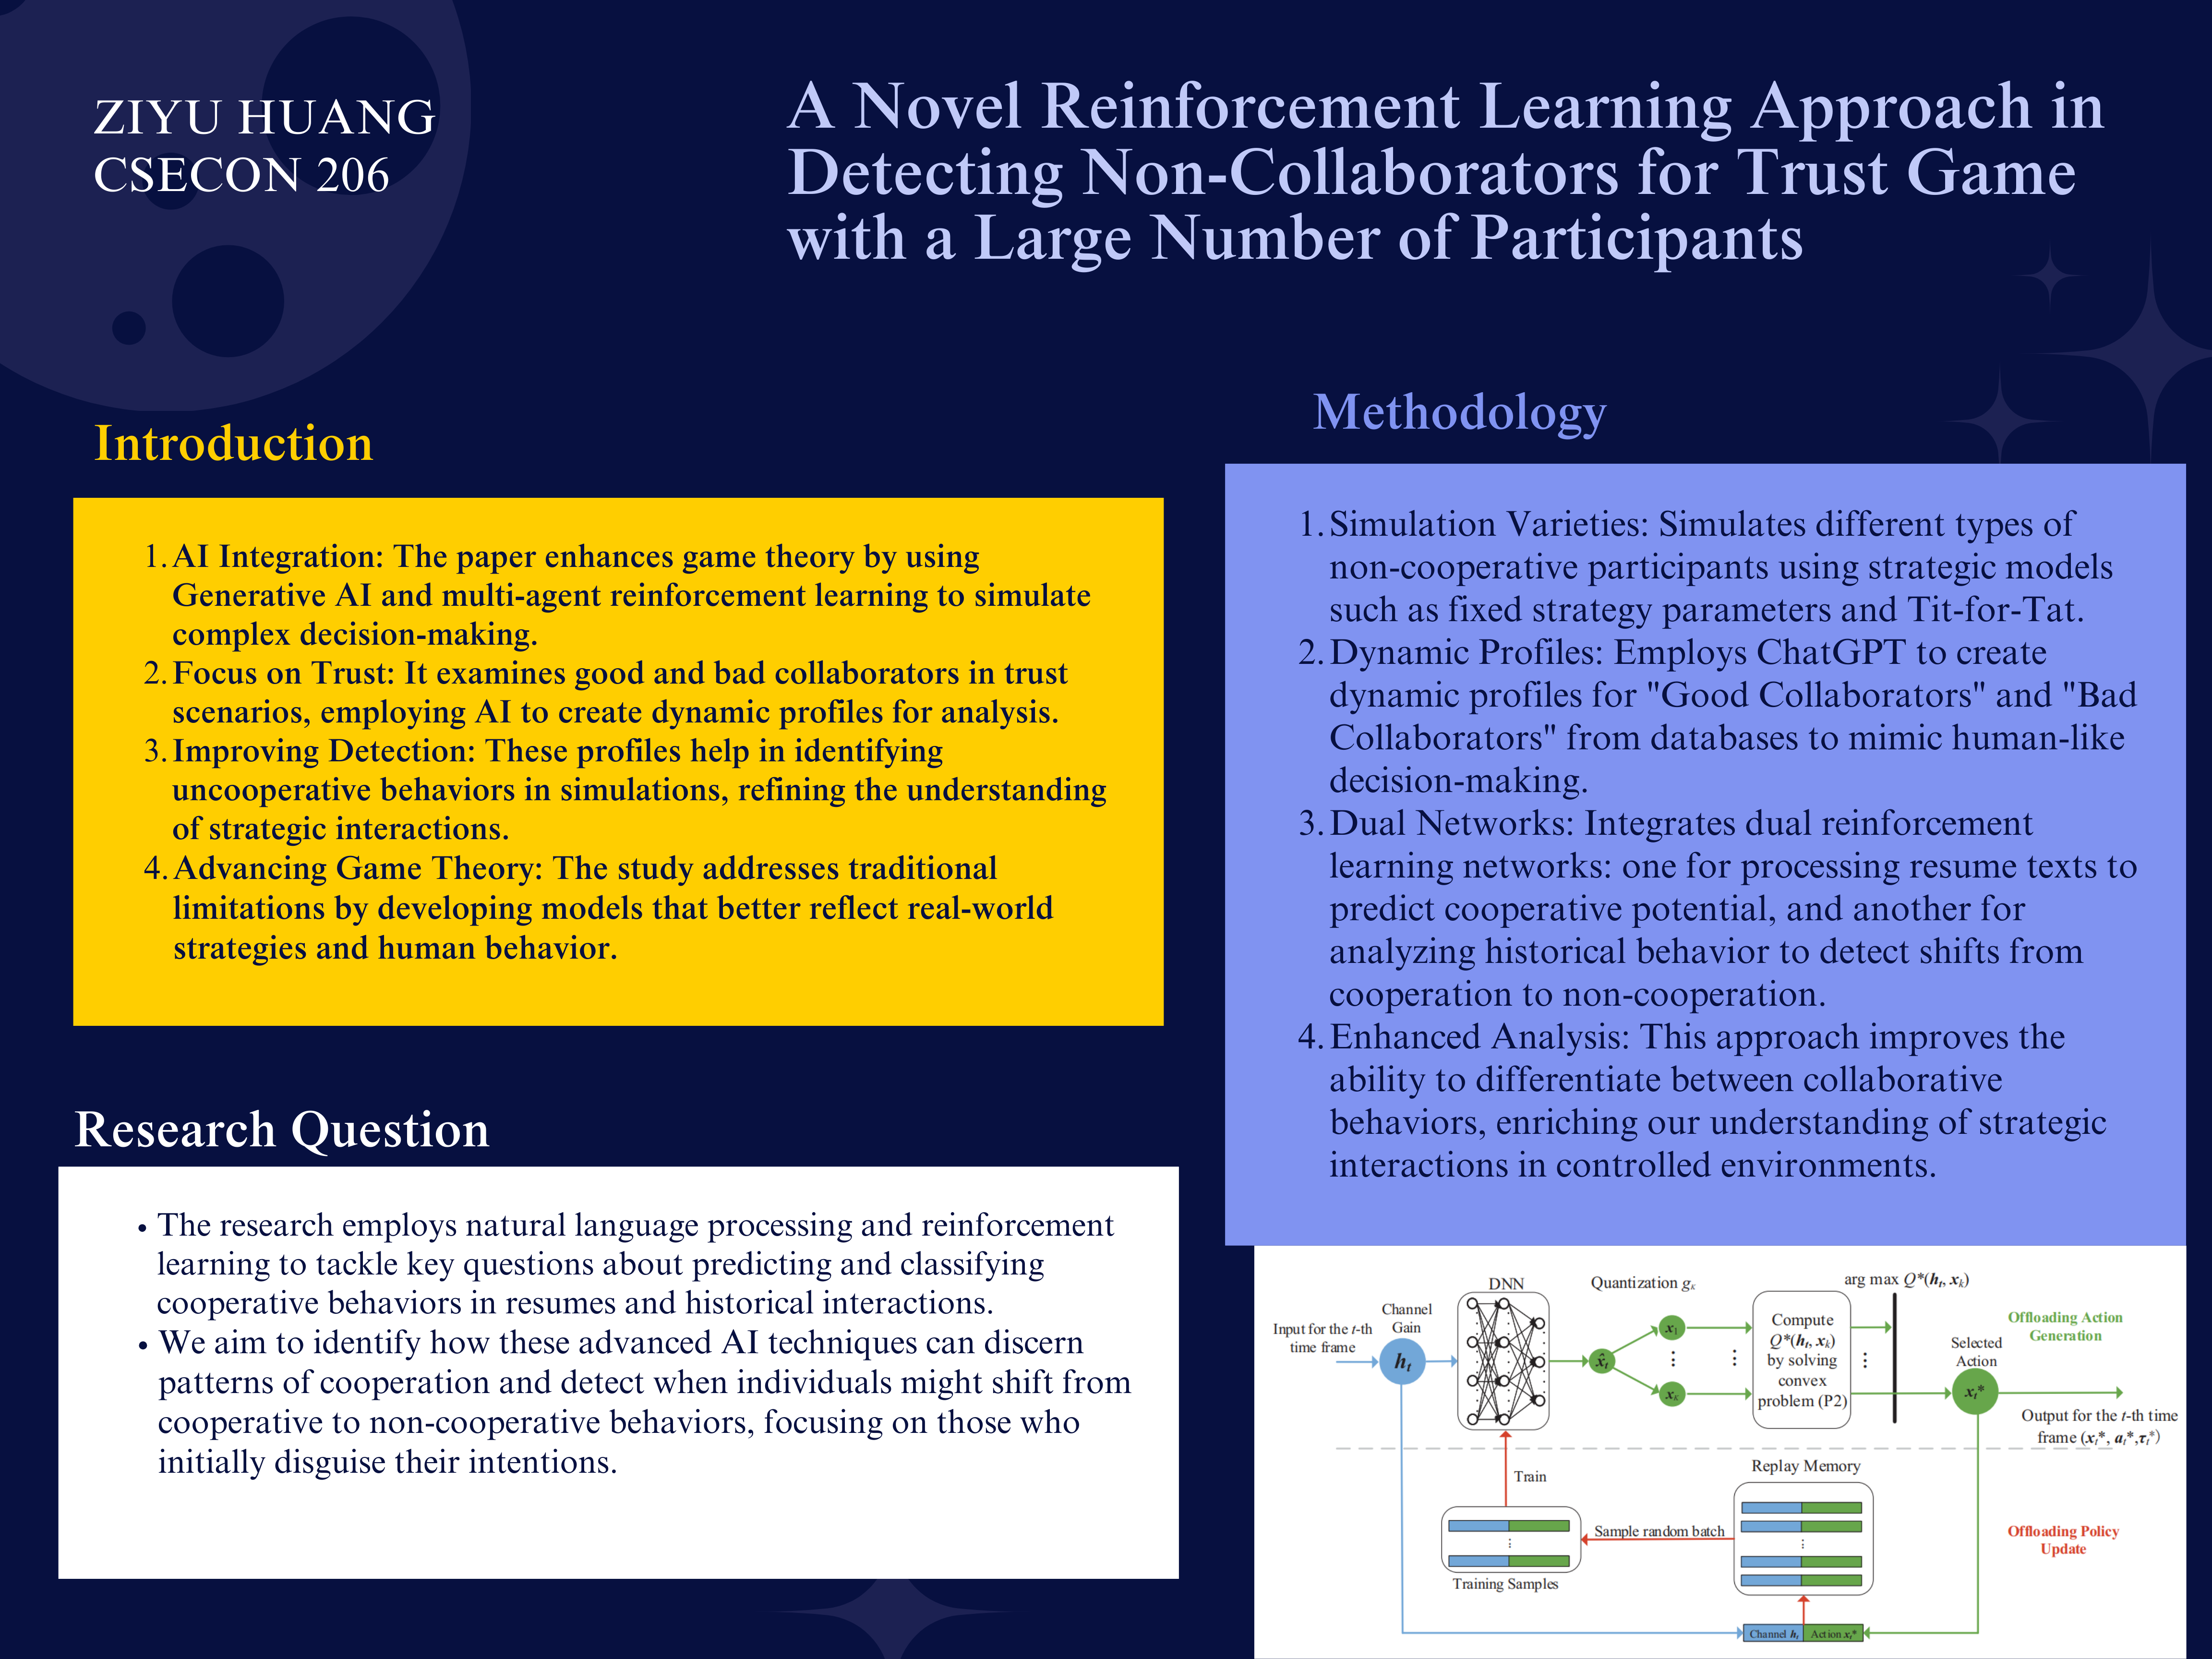 ZIYU HUANG
CSECON 206
A Novel Reinforcement Learning Approach in
Detecting Non-Collaborators for Trust Game
with a Large Number of Participants
Introduction
1. AI Integration: The paper enhances game theory by using
Generative AI and multi-agent reinforcement learning to simulate
complex decision-making.
2. Focus on Trust: It examines good and bad collaborators in trust
scenarios, employing AI to create dynamic profiles for analysis.
3. Improving Detection: These profiles help in identifying
uncooperative behaviors in simulations, refining the understanding
of strategic interactions.
4. Advancing Game Theory: The study addresses traditional
limitations by developing models that better reflect real-world
strategies and human behavior.
Research Question
• The research employs natural language processing and reinforcement
learning to tackle key questions about predicting and classifying
cooperative behaviors in resumes and historical interactions.
• We aim to identify how these advanced AI techniques can discern
patterns of cooperation and detect when individuals might shift from
cooperative to non-cooperative behaviors, focusing on those who
initially disguise their intentions.
Methodology
1. Simulation Varieties: Simulates different types of
non-cooperative participants using strategic models
such as fixed strategy parameters and Tit-for-Tat.
2. Dynamic Profiles: Employs ChatGPT to create
dynamic profiles for "Good Collaborators" and "Bad
Collaborators" from databases to mimic human-like
decision-making.
3. Dual Networks: Integrates dual reinforcement
learning networks: one for processing resume texts to
predict cooperative potential, and another for
analyzing historical behavior to detect shifts from
cooperation to non-cooperation.
4. Enhanced Analysis: This approach improves the
ability to differentiate between collaborative
behaviors, enriching our understanding of strategic
interactions in controlled environments.
Input for the t-th
time frame
Channel
Gain
h_t
DNN
Quantization g_K
x̂_t
x_1
⋮
x_K
⋮
Compute
Q*(h_t, x_k)
by solving
convex
problem (P2)
⋮
arg max Q*(h_t, x_k)
Selected
Action
x_t*
Offloading Action
Generation
Output for the t-th time
frame (x_t*, a_t*, τ_t*)
Train
Training Samples
⋮
Sample random batch
Replay Memory
⋮
Offloading Policy
Update
Channel h_t
Action x_t*